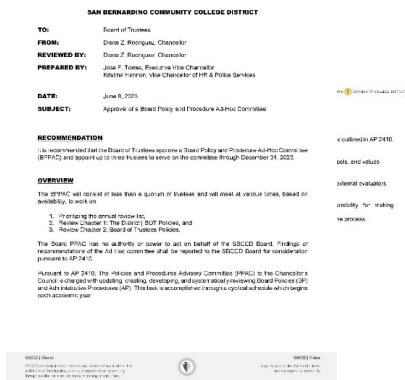 SAN BERNARDINO COMMUNITY COLLEGE DISTRICT
TO: Board of Trustees
FROM: Diana Z. Rodriguez, Chancellor
REVIEWED BY: Diana Z. Rodriguez, Chancellor
PREPARED BY: Jose F. Torres, Executive Vice Chancellor
Kristina Hannon, Vice Chancellor of HR & Police Services
DATE: June 8, 2023
SUBJECT: Approval of a Board Policy and Procedure Ad-Hoc Committee
RECOMMENDATION
It is recommended that the Board of Trustees approve a Board Policy and Procedure Ad-Hoc Committee
(BPPAC) and appoint up to three trustees to serve on the committee through December 31, 2023.
OVERVIEW
The BPPAC will consist of less than a quorum of trustees and will meet at various times, based on
availability, to work on
1. Prioritizing the annual review list,
2. Review Chapter 1: The District | BOT Policies, and
3. Review Chapter 2: Board of Trustees Policies.
The Board PPAC has no authority or power to act on behalf of the SBCCD Board. Findings or
recommendations of the Ad Hoc committee shall be reported to the SBCCD Board for consideration
pursuant to AP 2410.
Pursuant to AP 2410, The Policies and Procedures Advisory Committee (PPAC) to the Chancellor's
Council is charged with updating, creating, developing, and systematically reviewing Board Policies (BP)
and Administrative Procedures (AP). This task is accomplished through a cyclical schedule which begins
each academic year
COMMUNITY COLLEGE DISTRICT
s outlined in AP 2410.
oals, and values
external evaluators
onsibility for making
he process